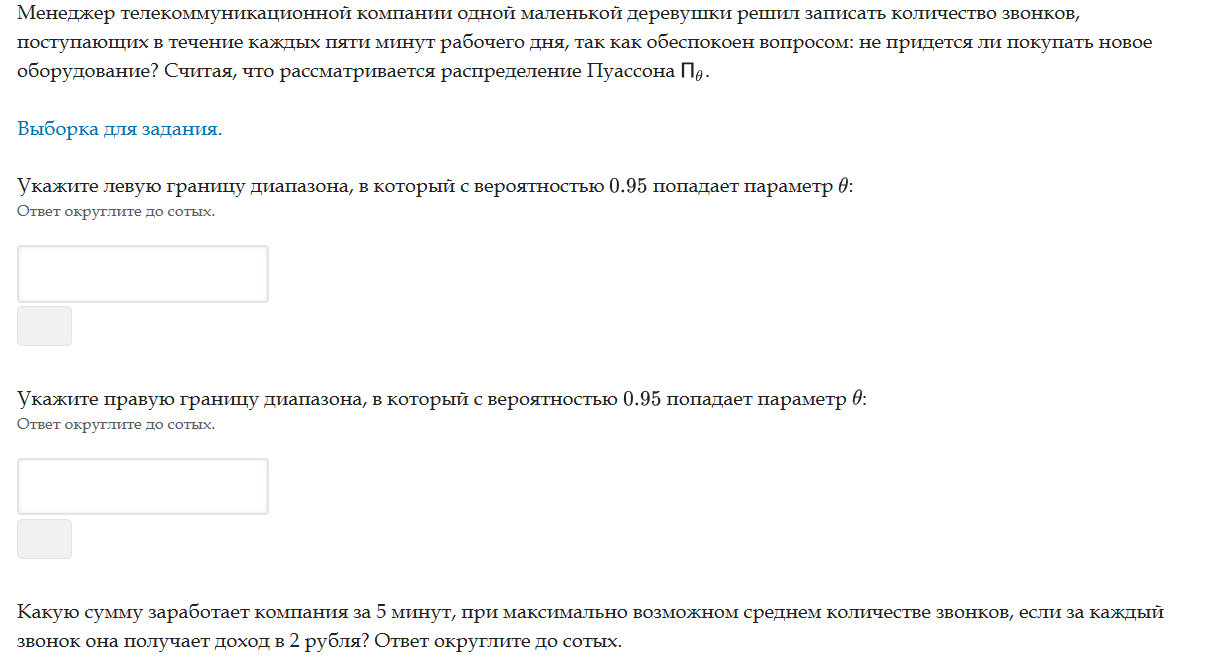 Менеджер телекоммуникационной компании одной маленькой деревушки решил записать количество звонков,
поступающих в течение каждых пяти минут рабочего дня, так как обеспокоен вопросом: не придется ли покупать новое
оборудование? Считая, что рассматривается распределение Пуассона Πθ.
Выборка для задания.
Укажите левую границу диапазона, в который с вероятностью 0.95 попадает параметр θ:
Ответ округлите до сотых.
Укажите правую границу диапазона, в который с вероятностью 0.95 попадает параметр θ:
Ответ округлите до сотых.
Какую сумму заработает компания за 5 минут, при максимально возможном среднем количестве звонков, если за каждый
звонок она получает доход в 2 рубля? Ответ округлите до сотых.